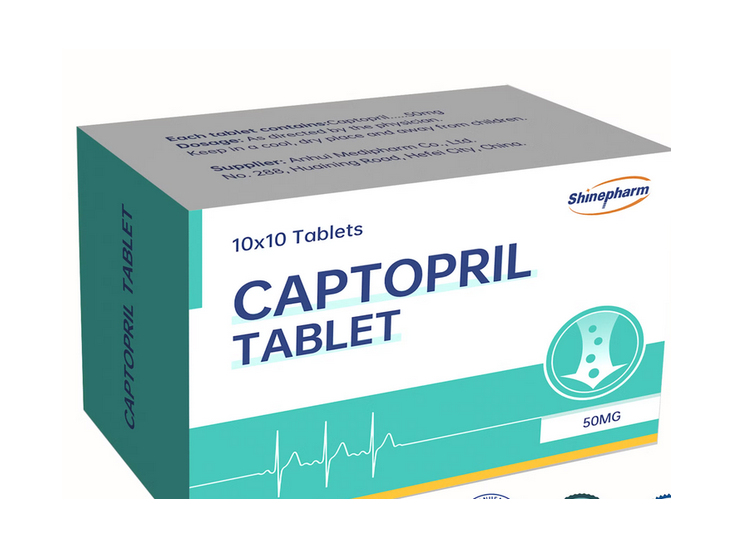 Each tablet contains:Captopril.....50mg
Dosage: As directed by the physician.
Keep in a cool, dry place and away from children.
Supplier: Anhui Medipharm Co., Ltd.
No. 288, Huaining Road, Hefei City, China.
Shinepharm
10x10 Tablets
CAPTOPRIL
TABLET
CAPTOPRIL TABLET
50MG